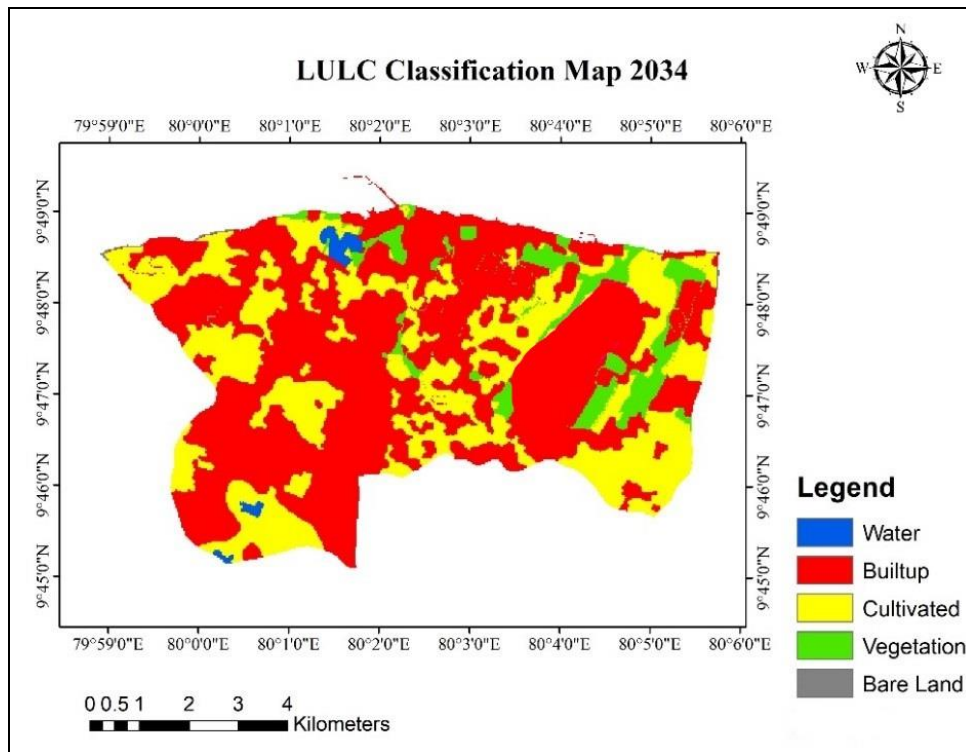 N
W E
S
LULC Classification Map 2034
79°59'0"E 80°0'0"E 80°1'0"E 80°2'0"E 80°3'0"E 80°4'0"E 80°5'0"E 80°6'0"E
9°49'0"N 9°49'0"N
9°48'0"N 9°48'0"N
9°47'0"N 9°47'0"N
9°46'0"N 9°46'0"N
9°45'0"N 9°45'0"N
79°59'0"E 80°0'0"E 80°1'0"E 80°2'0"E 80°3'0"E 80°4'0"E 80°5'0"E 80°6'0"E
Legend
Water
Builtup
Cultivated
Vegetation
Bare Land
0 0.5 1 2 3 4
Kilometers